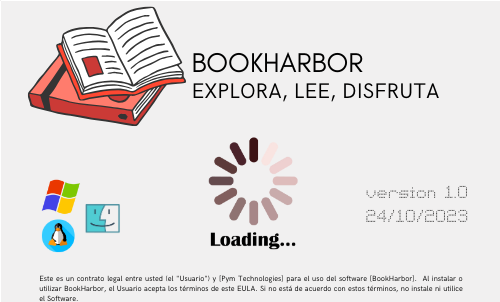 BOOKHARBOR
EXPLORA, LEE, DISFRUTA
Loading...
version 1.0
24/10/2023
Este es un contrato legal entre usted (el "Usuario") y (Pym Technologies) para el uso del software (BookHarbor). Al instalar o
utilizar BookHarbor, el Usuario acepta los términos de este EULA. Si no está de acuerdo con estos términos, no instale ni utilice
el Software.